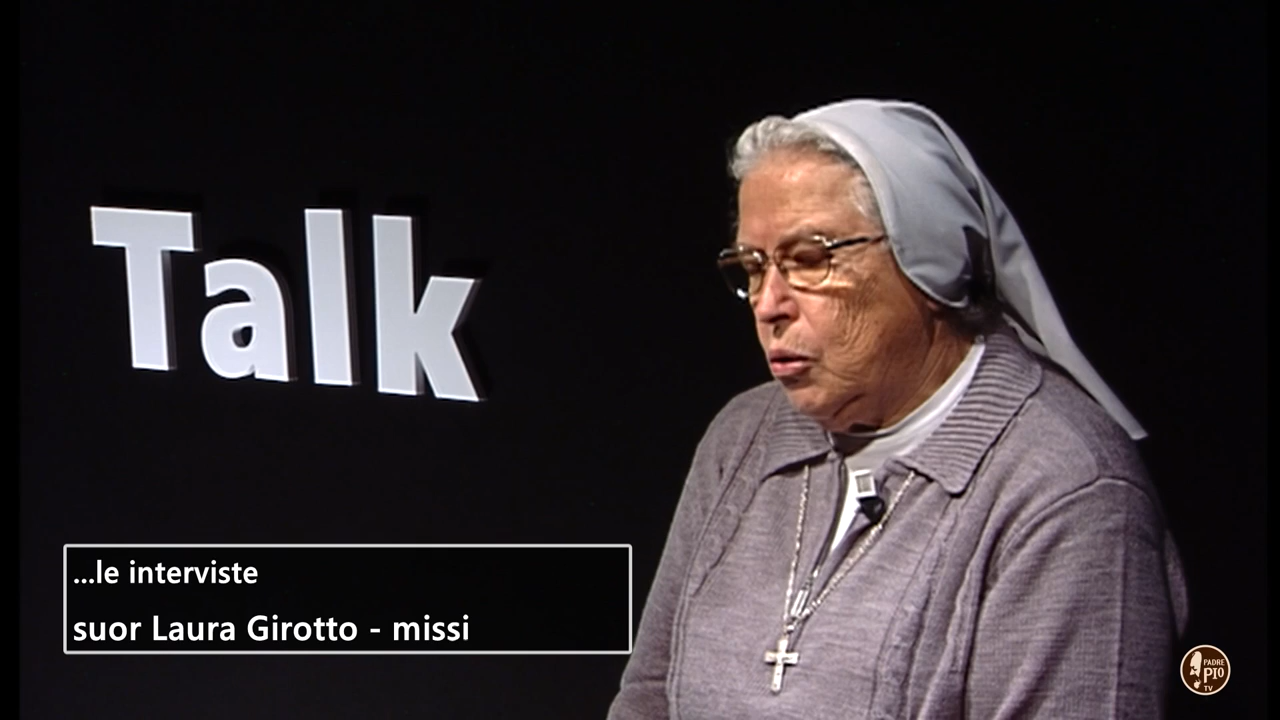 Talk
...le interviste
suor Laura Girotto - missi
PADRE
PIO
TV